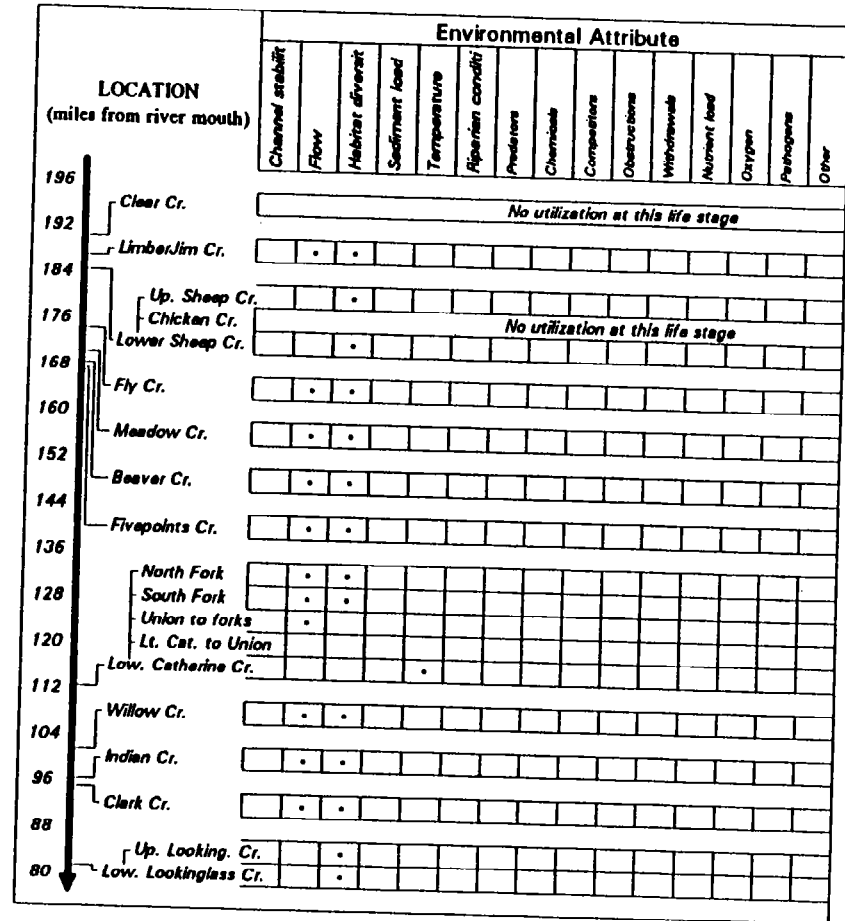 Environmental Attribute
LOCATION
(miles from river mouth)
Channel stabilit
Flow
Habitat diversit
Sediment load
Temperature
Riparian conditi
Predators
Chemicals
Competitors
Obstructions
Withdrawals
Nutrient load
Oxygen
Pathogens
Other
196
Clear Cr.
No utilization at this life stage
192
LimberJim Cr.
184
Up. Sheep Cr.
176
Chicken Cr.
No utilization at this life stage
Lower Sheep Cr.
168
Fly Cr.
160
Meadow Cr.
152
Beaver Cr.
144
Fivepoints Cr.
136
North Fork
128
South Fork
Union to forks
120
Lt. Cat. to Union
Low. Catherine Cr.
112
Willow Cr.
104
Indian Cr.
96
Clark Cr.
88
Up. Looking. Cr.
80
Low. Lookinglass Cr.